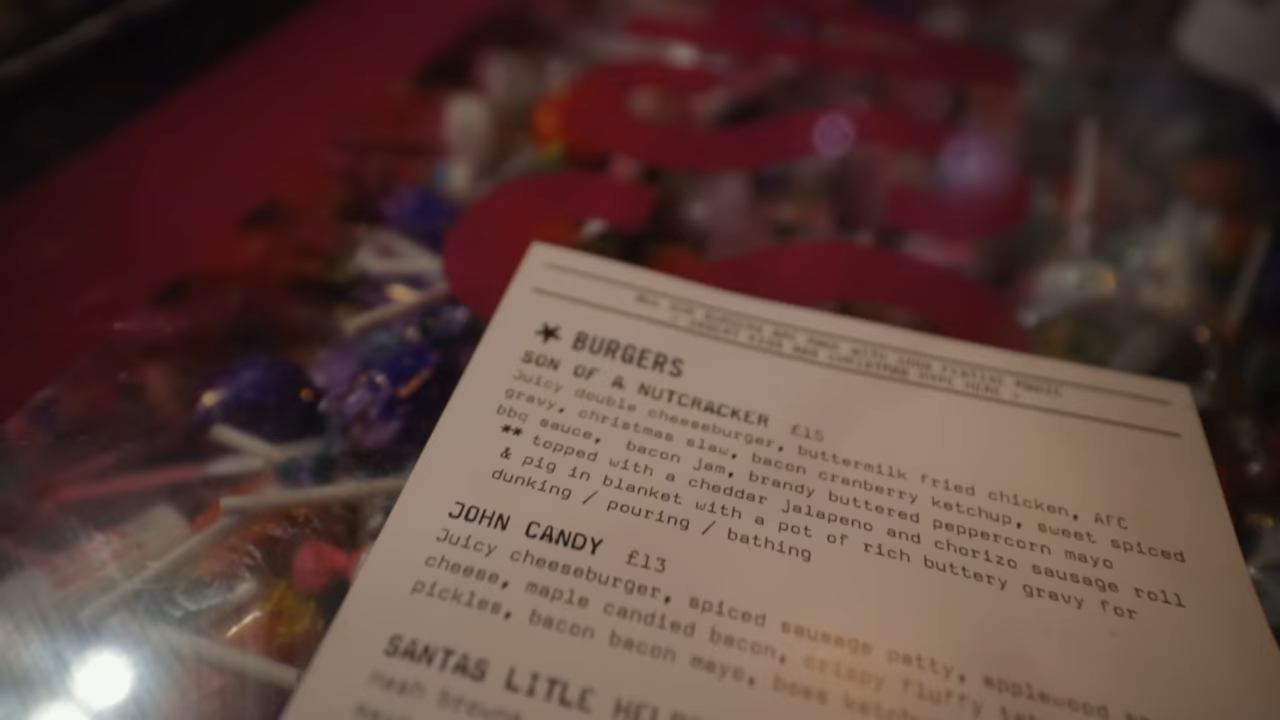 BURGERS
SON OF A NUTCRACKER £15
Juicy double cheeseburger, buttermilk fried chicken, AFC
gravy, christmas slaw, bacon cranberry ketchup, sweet spiced
bbq sauce, bacon jam, brandy buttered peppercorn mayo
** topped with a cheddar jalapeno and chorizo sausage roll
& pig in blanket with a pot of rich buttery gravy for
dunking / pouring / bathing
JOHN CANDY £13
Juicy cheeseburger, spiced sausage patty, applewood
cheese, maple candied bacon, crispy fluffy
pickles, bacon bacon mayo, boss
SANTAS LITLE
hash browns